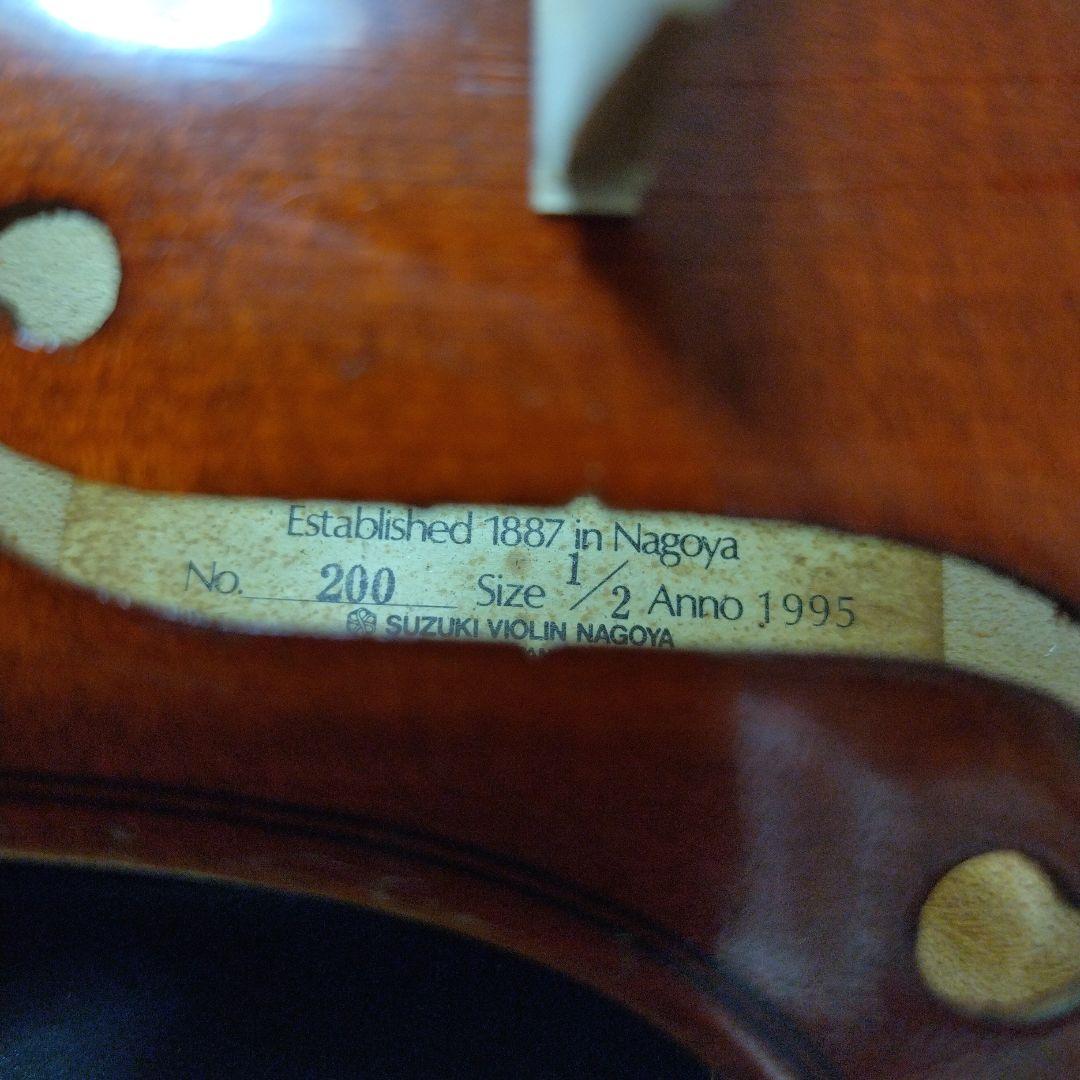 Established 1887 in Nagoya
No. 200 Size 1/2 Anno 1995
SUZUKI VIOLIN NAGOYA